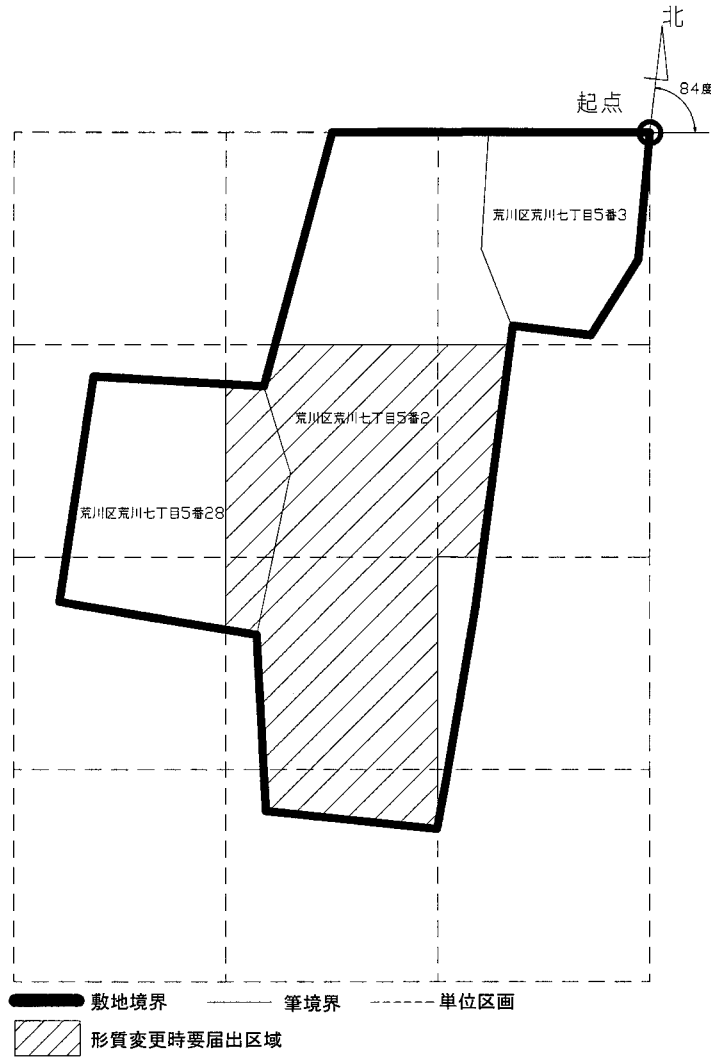 北
84度
起点
荒川区荒川七丁目5番3
荒川区荒川七丁目5番2
荒川区荒川七丁目5番28
敷地境界 筆境界 単位区画
形質変更時要届出区域